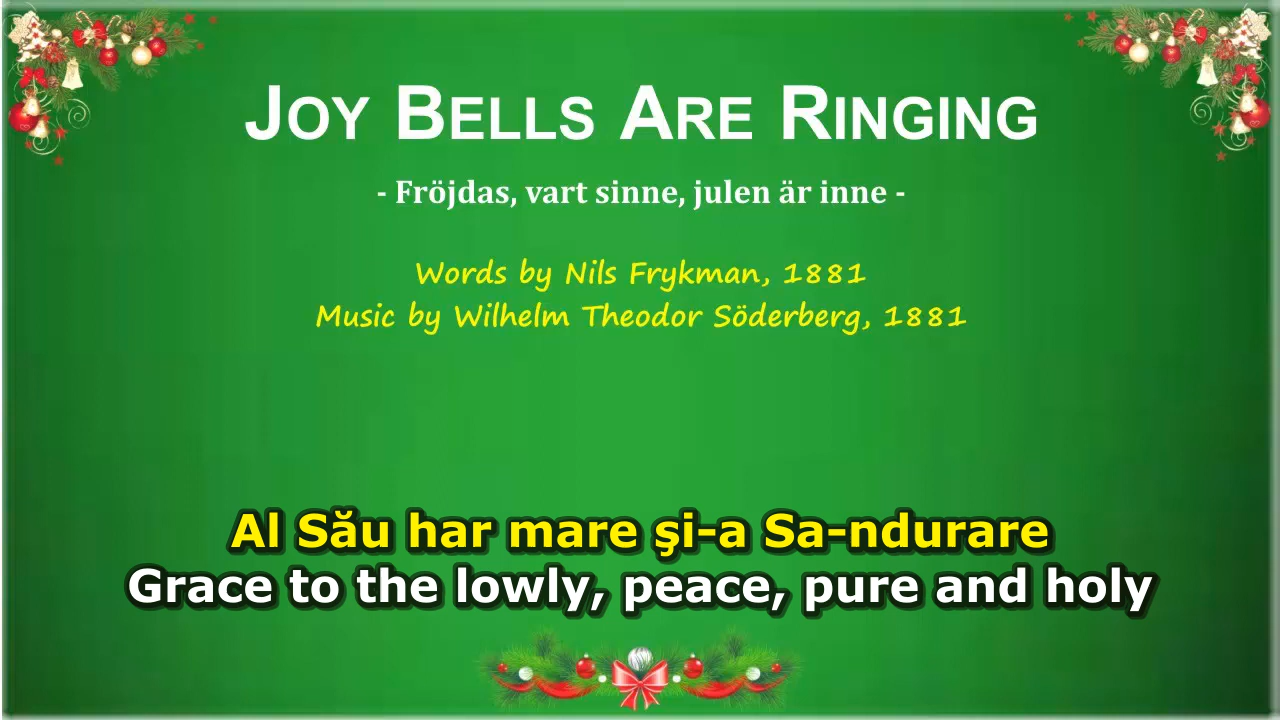 JOY BELLS ARE RINGING
- Fröjdas, vart sinne, julen är inne -
Words by Nils Frykman, 1881
Music by Wilhelm Theodor Söderberg, 1881
Al Său har mare şi-a Sa-ndurare
Grace to the lowly, peace, pure and holy